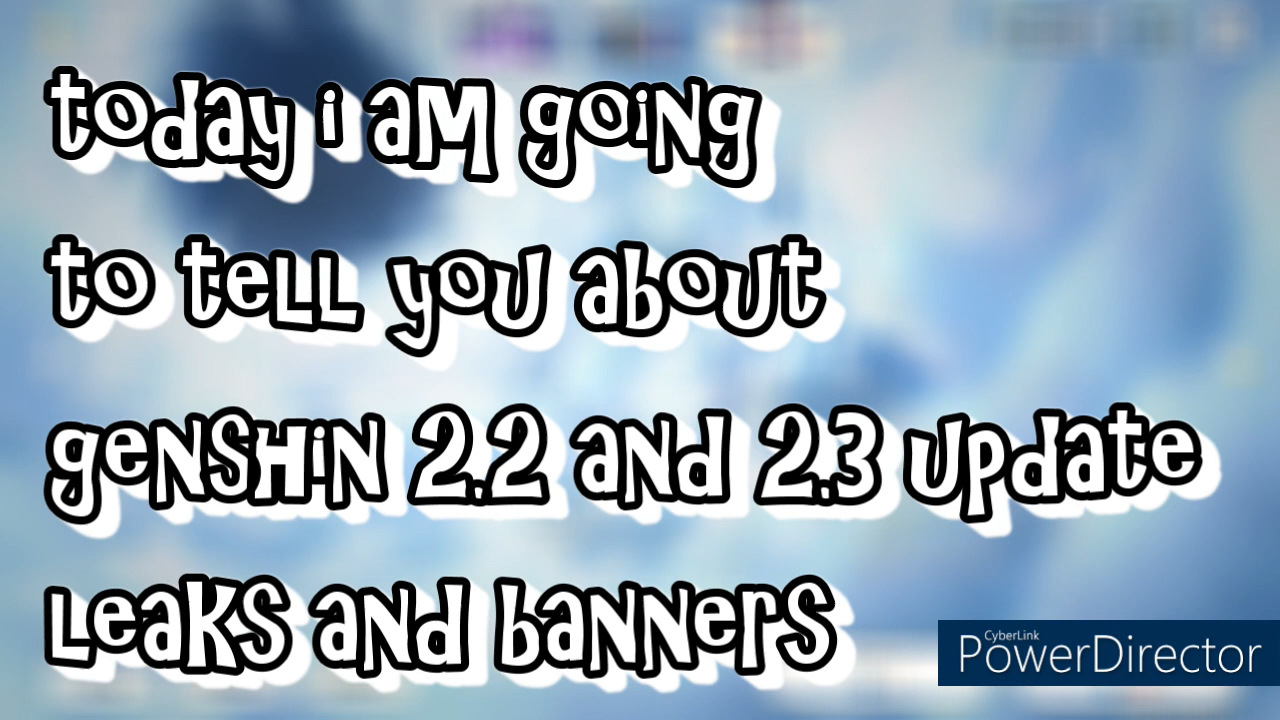 today i am going
to tell you about
genshin 2.2 and 2.3 update
leaks and banners
CyberLink
PowerDirector